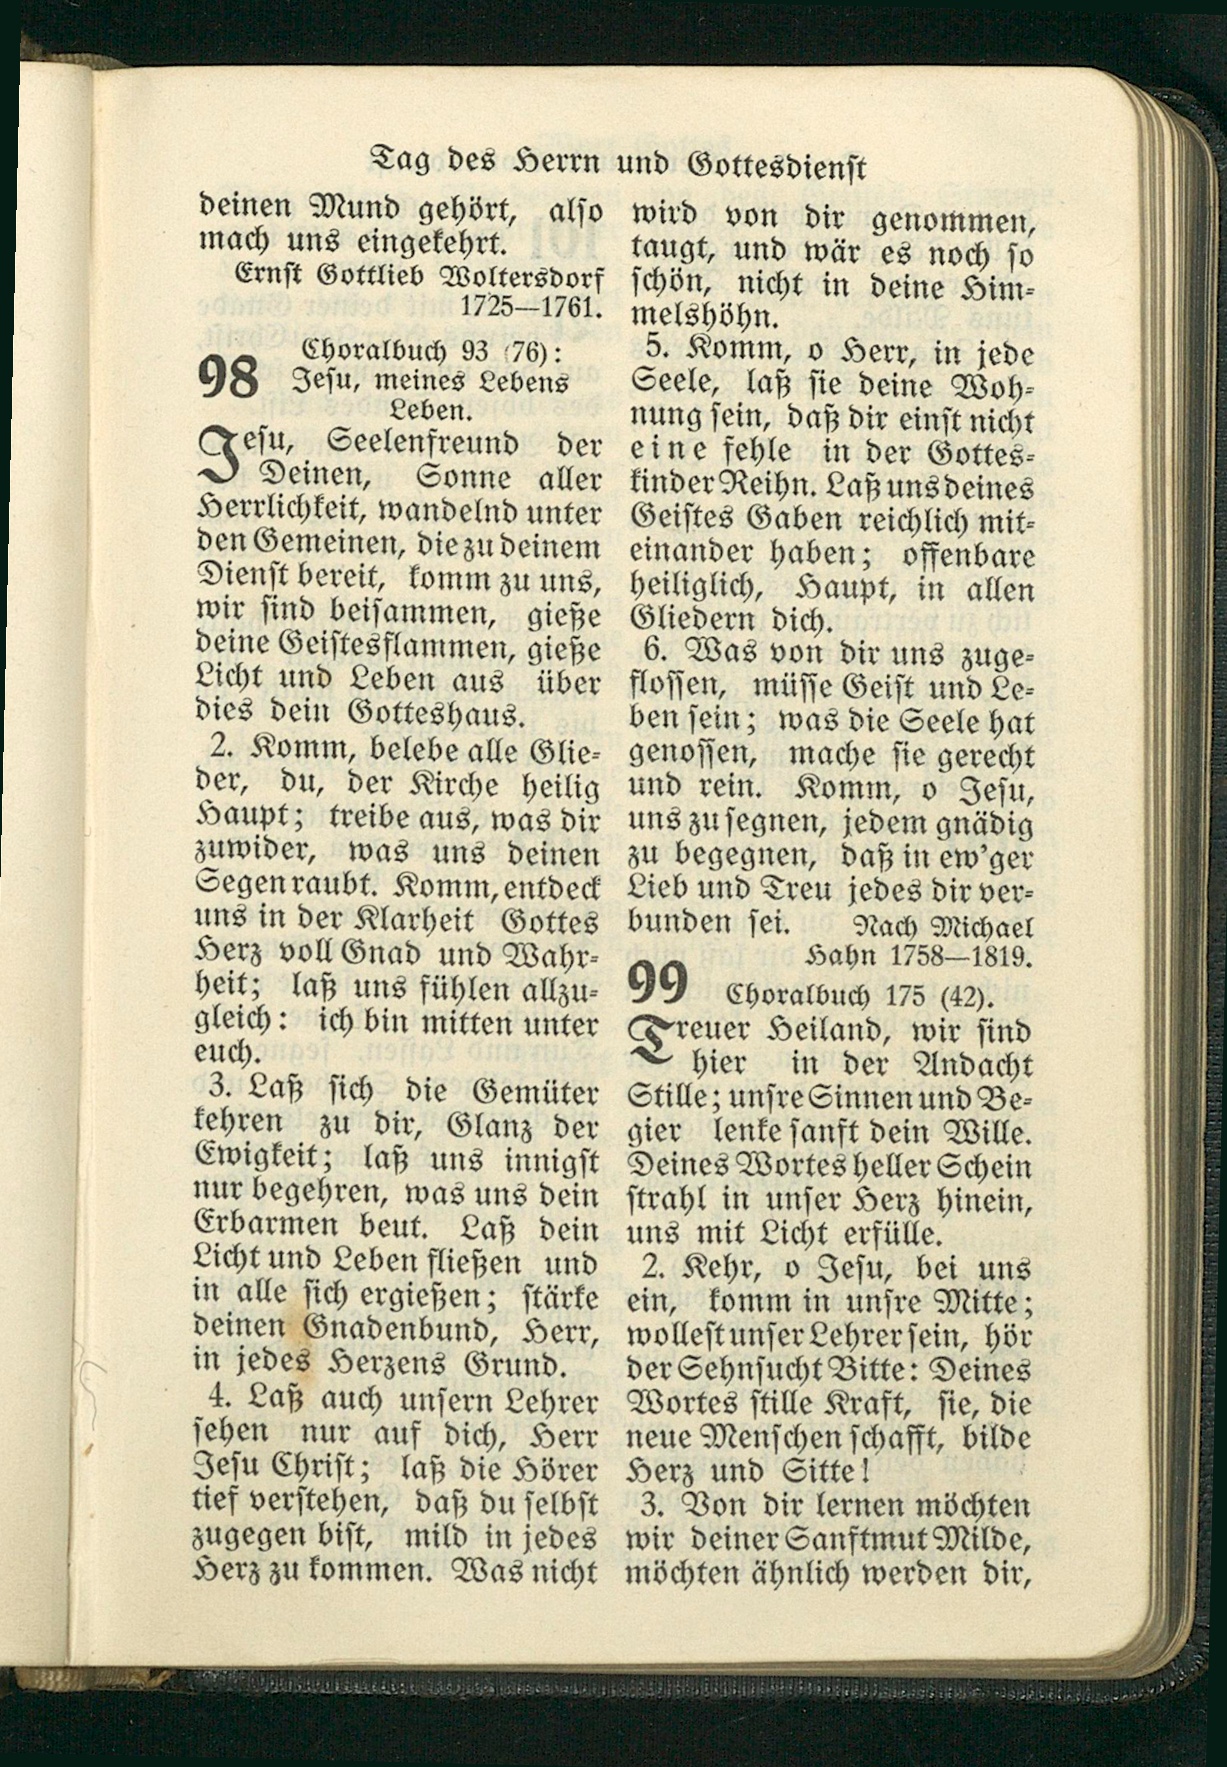 Tag des Herrn und Gottesdienst
deinen Mund gehört, also
mach uns eingekehrt.
Ernst Gottlieb Woltersdorf
1725—1761.
98
Choralbuch 93 (76):
Jesu, meines Lebens
Leben.
Jesu, Seelenfreund der
Deinen, Sonne aller
Herrlichkeit, wandelnd unter
den Gemeinen, die zu deinem
Dienst bereit, komm zu uns,
wir sind beisammen, gieße
deine Geistesflammen, gieße
Licht und Leben aus über
dies dein Gotteshaus.
2. Komm, belebe alle Glie-
der, du, der Kirche heilig
Haupt; treibe aus, was dir
zuwider, was uns deinen
Segen raubt. Komm, entdeck
uns in der Klarheit Gottes
Herz voll Gnad und Wahr-
heit; laß uns fühlen allzu-
gleich: ich bin mitten unter
euch.
3. Laß sich die Gemüter
kehren zu dir, Glanz der
Ewigkeit; laß uns innigst
nur begehren, was uns dein
Erbarmen beut. Laß dein
Licht und Leben fließen und
in alle sich ergießen; stärke
deinen Gnadenbund, Herr,
in jedes Herzens Grund.
4. Laß auch unsern Lehrer
sehen nur auf dich, Herr
Jesu Christ; laß die Hörer
tief verstehen, daß du selbst
zugegen bist, mild in jedes
Herz zu kommen. Was nicht
wird von dir genommen,
taugt, und wär es noch so
schön, nicht in deine Him-
melshöhn.
5. Komm, o Herr, in jede
Seele, laß sie deine Woh-
nung sein, daß dir einst nicht
eine fehle in der Gottes-
kinder Reihn. Laß uns deines
Geistes Gaben reichlich mit-
einander haben; offenbare
heiliglich, Haupt, in allen
Gliedern dich.
6. Was von dir uns zuge-
flossen, müsse Geist und Le-
ben sein; was die Seele hat
genossen, mache sie gerecht
und rein. Komm, o Jesu,
uns zu segnen, jedem gnädig
zu begegnen, daß in ew'ger
Lieb und Treu jedes dir ver-
bunden sei. Nach Michael
Hahn 1758—1819.
99
Choralbuch 175 (42).
Treuer Heiland, wir sind
hier in der Andacht
Stille; unsre Sinnen und Be-
gier lenke sanft dein Wille.
Deines Wortes heller Schein
strahl in unser Herz hinein,
uns mit Licht erfülle.
2. Kehr, o Jesu, bei uns
ein, komm in unsre Mitte;
wollest unser Lehrer sein, hör
der Sehnsucht Bitte: Deines
Wortes stille Kraft, sie, die
neue Menschen schafft, bilde
Herz und Sitte!
3. Von dir lernen möchten
wir deiner Sanftmut Milde,
möchten ähnlich werden dir,